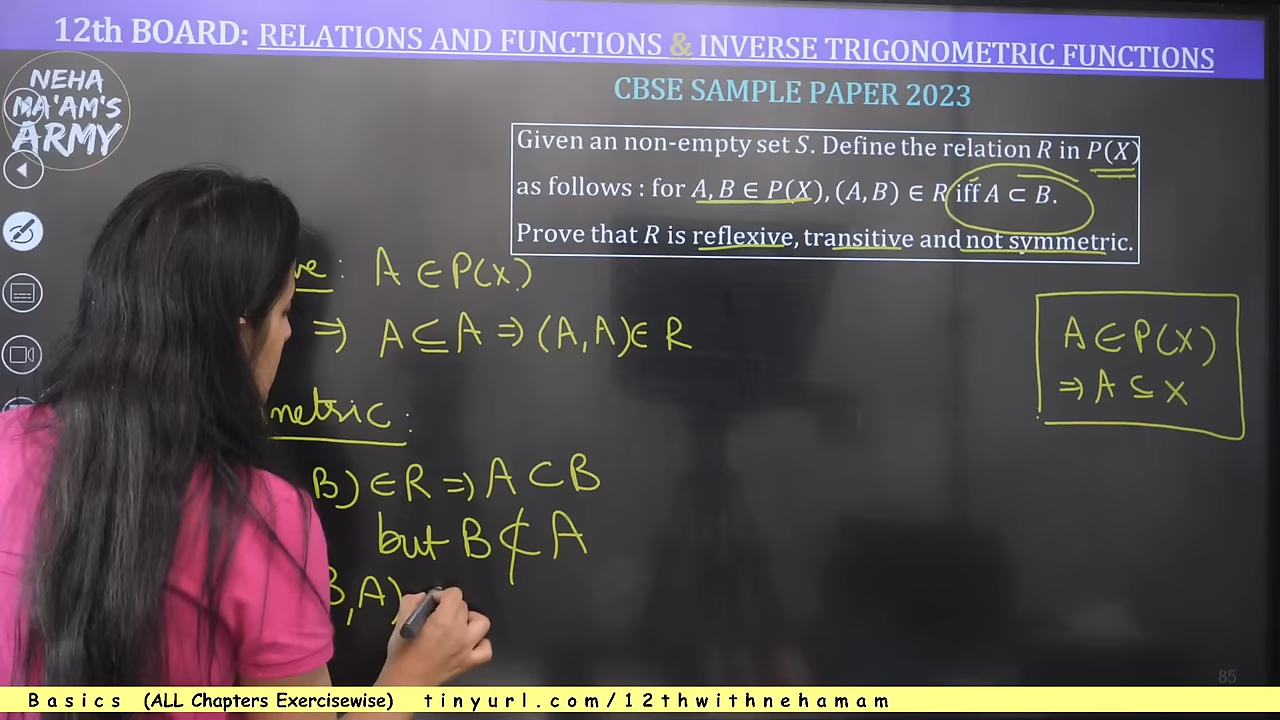 12th BOARD: RELATIONS AND FUNCTIONS & INVERSE TRIGONOMETRIC FUNCTIONS
NEHA
MA'AM'S
ARMY
CBSE SAMPLE PAPER 2023
Given an non-empty set S. Define the relation R in P(X)
as follows : for A, B ∈ P(X), (A, B) ∈ R iff A ⊂ B.
Prove that R is reflexive, transitive and not symmetric.
ve : A ∈ P(X)
⇒ A ⊆ A ⇒ (A, A) ∈ R
A ∈ P(X)
⇒ A ⊆ X
metric :
B) ∈ R ⇒ A ⊂ B
but B ⊄ A
B, A)
85
Basics (ALL Chapters Exercisewise) tinyurl.com/12thwithnehamam